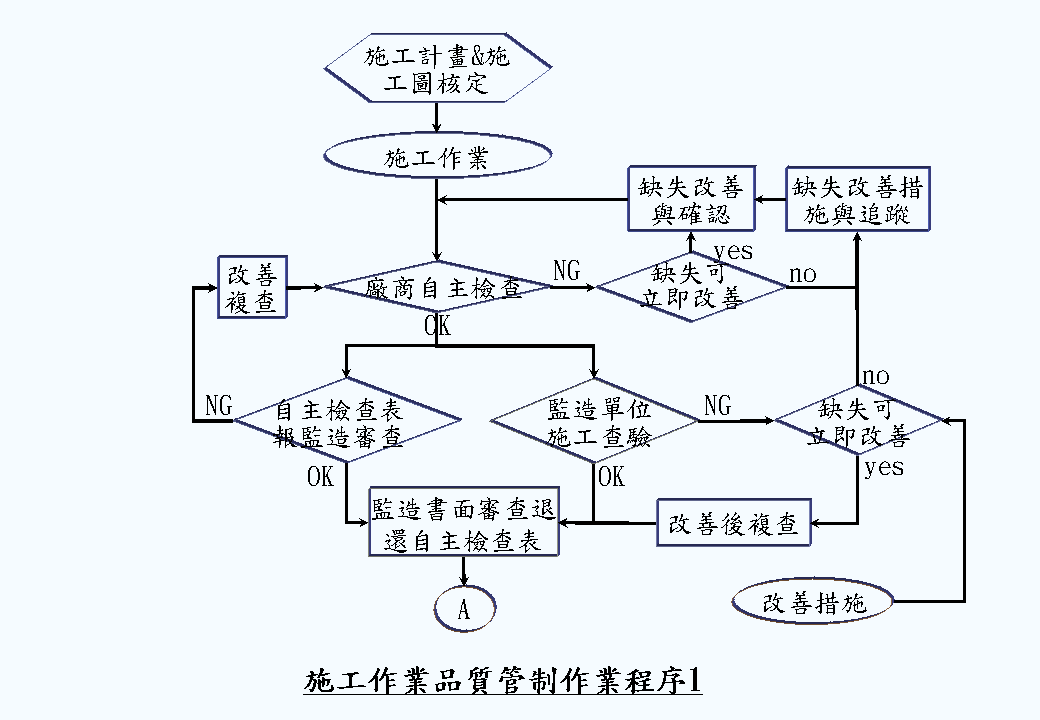 施工計畫&施
工圖核定
施工作業
缺失改善
與確認
缺失改善措
施與追蹤
yes
改善
複查
廠商自主檢查
NG
缺失可
立即改善
no
OK
no
NG
自主檢查表
報監造審查
監造單位
施工查驗
NG
缺失可
立即改善
OK
OK
yes
監造書面審查退
還自主檢查表
改善後複查
A
改善措施
施工作業品質管制作業程序1